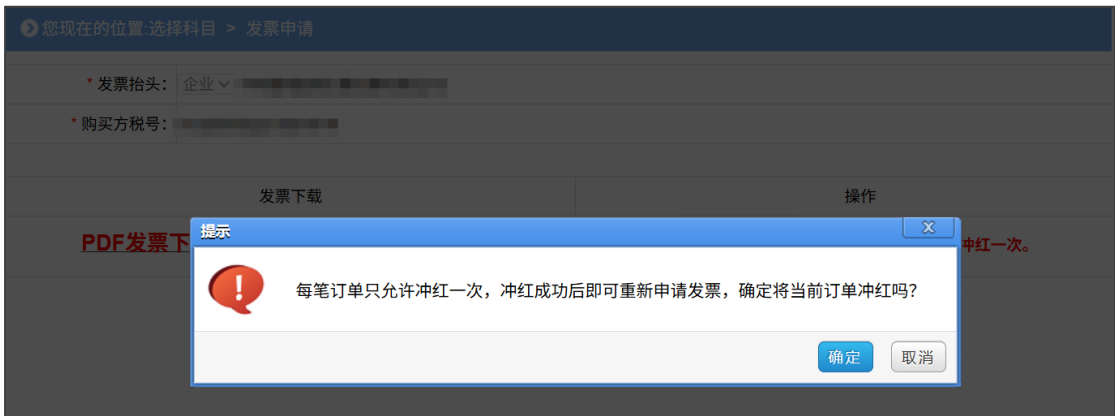 您现在的位置:选择科目 > 发票申请
* 发票抬头： 企业
* 购买方税号：
发票下载 操作
PDF发票下 冲红一次。
提示 X
每笔订单只允许冲红一次，冲红成功后即可重新申请发票，确定将当前订单冲红吗？
确定 取消